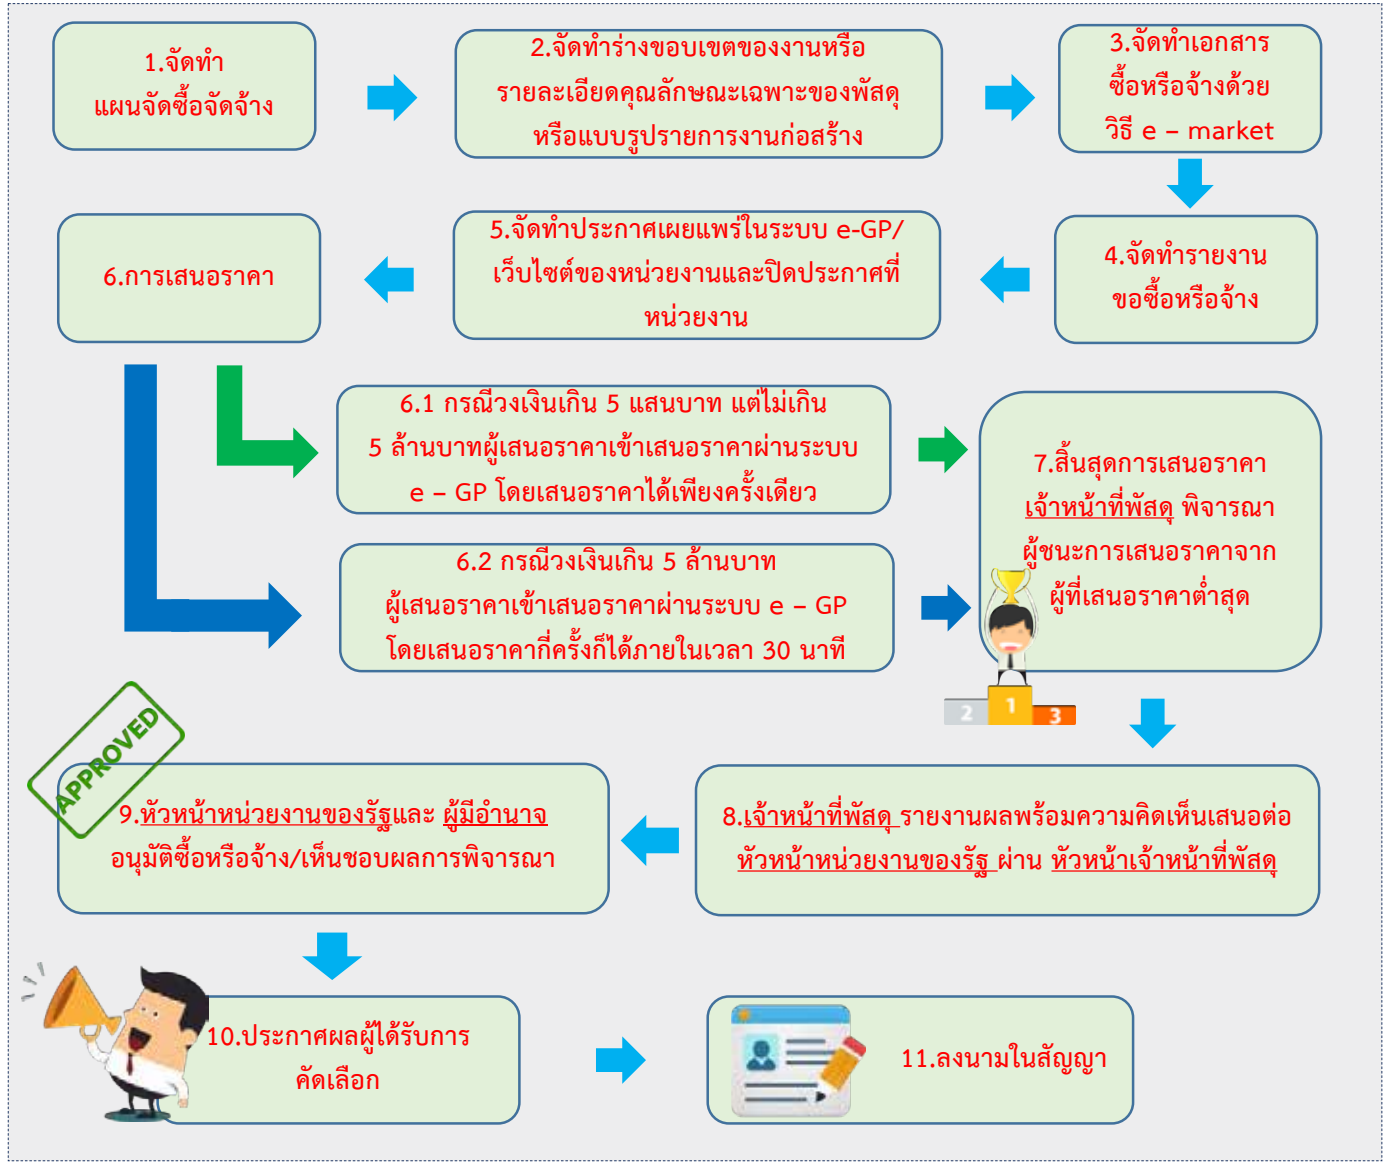 1.จัดทำ
แผนจัดซื้อจัดจ้าง
2.จัดทำร่างขอบเขตของงานหรือ
รายละเอียดคุณลักษณะเฉพาะของพัสดุ
หรือแบบรูปรายการงานก่อสร้าง
3.จัดทำเอกสาร
ซื้อหรือจ้างด้วย
วิธี e – market
4.จัดทำรายงาน
ขอซื้อหรือจ้าง
5.จัดทำประกาศเผยแพร่ในระบบ e-GP/
เว็บไซต์ของหน่วยงานและปิดประกาศที่
หน่วยงาน
6.การเสนอราคา
6.1 กรณีวงเงินเกิน 5 แสนบาท แต่ไม่เกิน
5 ล้านบาทผู้เสนอราคาเข้าเสนอราคาผ่านระบบ
e – GP โดยเสนอราคาได้เพียงครั้งเดียว
6.2 กรณีวงเงินเกิน 5 ล้านบาท
ผู้เสนอราคาเข้าเสนอราคาผ่านระบบ e – GP
โดยเสนอราคากี่ครั้งก็ได้ภายในเวลา 30 นาที
7.สิ้นสุดการเสนอราคา
เจ้าหน้าที่พัสดุ พิจารณา
ผู้ชนะการเสนอราคาจาก
ผู้ที่เสนอราคาต่ำสุด
2 1 3
8.เจ้าหน้าที่พัสดุ รายงานผลพร้อมความคิดเห็นเสนอต่อ
หัวหน้าหน่วยงานของรัฐ ผ่าน หัวหน้าเจ้าหน้าที่พัสดุ
APPROVED
9.หัวหน้าหน่วยงานของรัฐและ ผู้มีอำนาจ
อนุมัติซื้อหรือจ้าง/เห็นชอบผลการพิจารณา
10.ประกาศผลผู้ได้รับการ
คัดเลือก
11.ลงนามในสัญญา